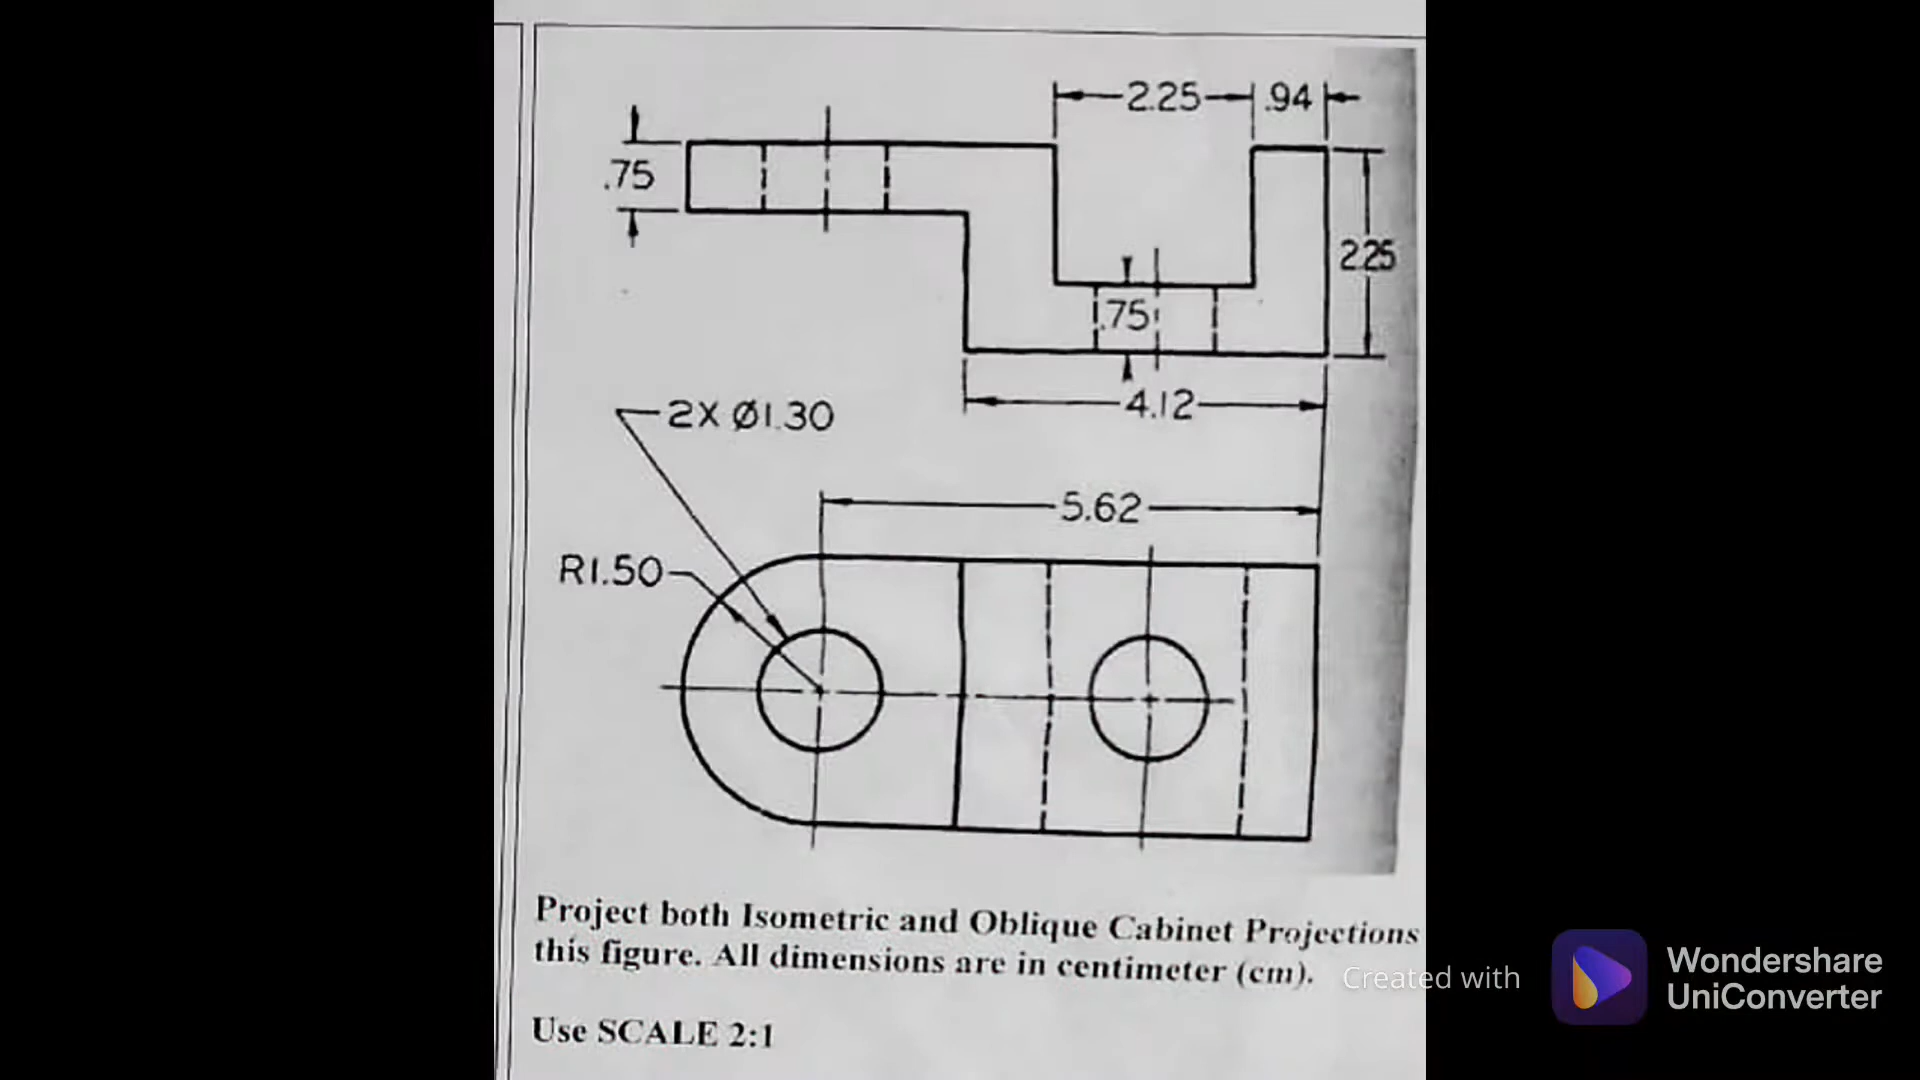 2.25 .94
.75
2.25
.75
4.12
2X Ø1.30
5.62
R1.50
Project both Isometric and Oblique Cabinet Projections
this figure. All dimensions are in centimeter (cm).
Use SCALE 2:1
Created with
Wondershare
UniConverter